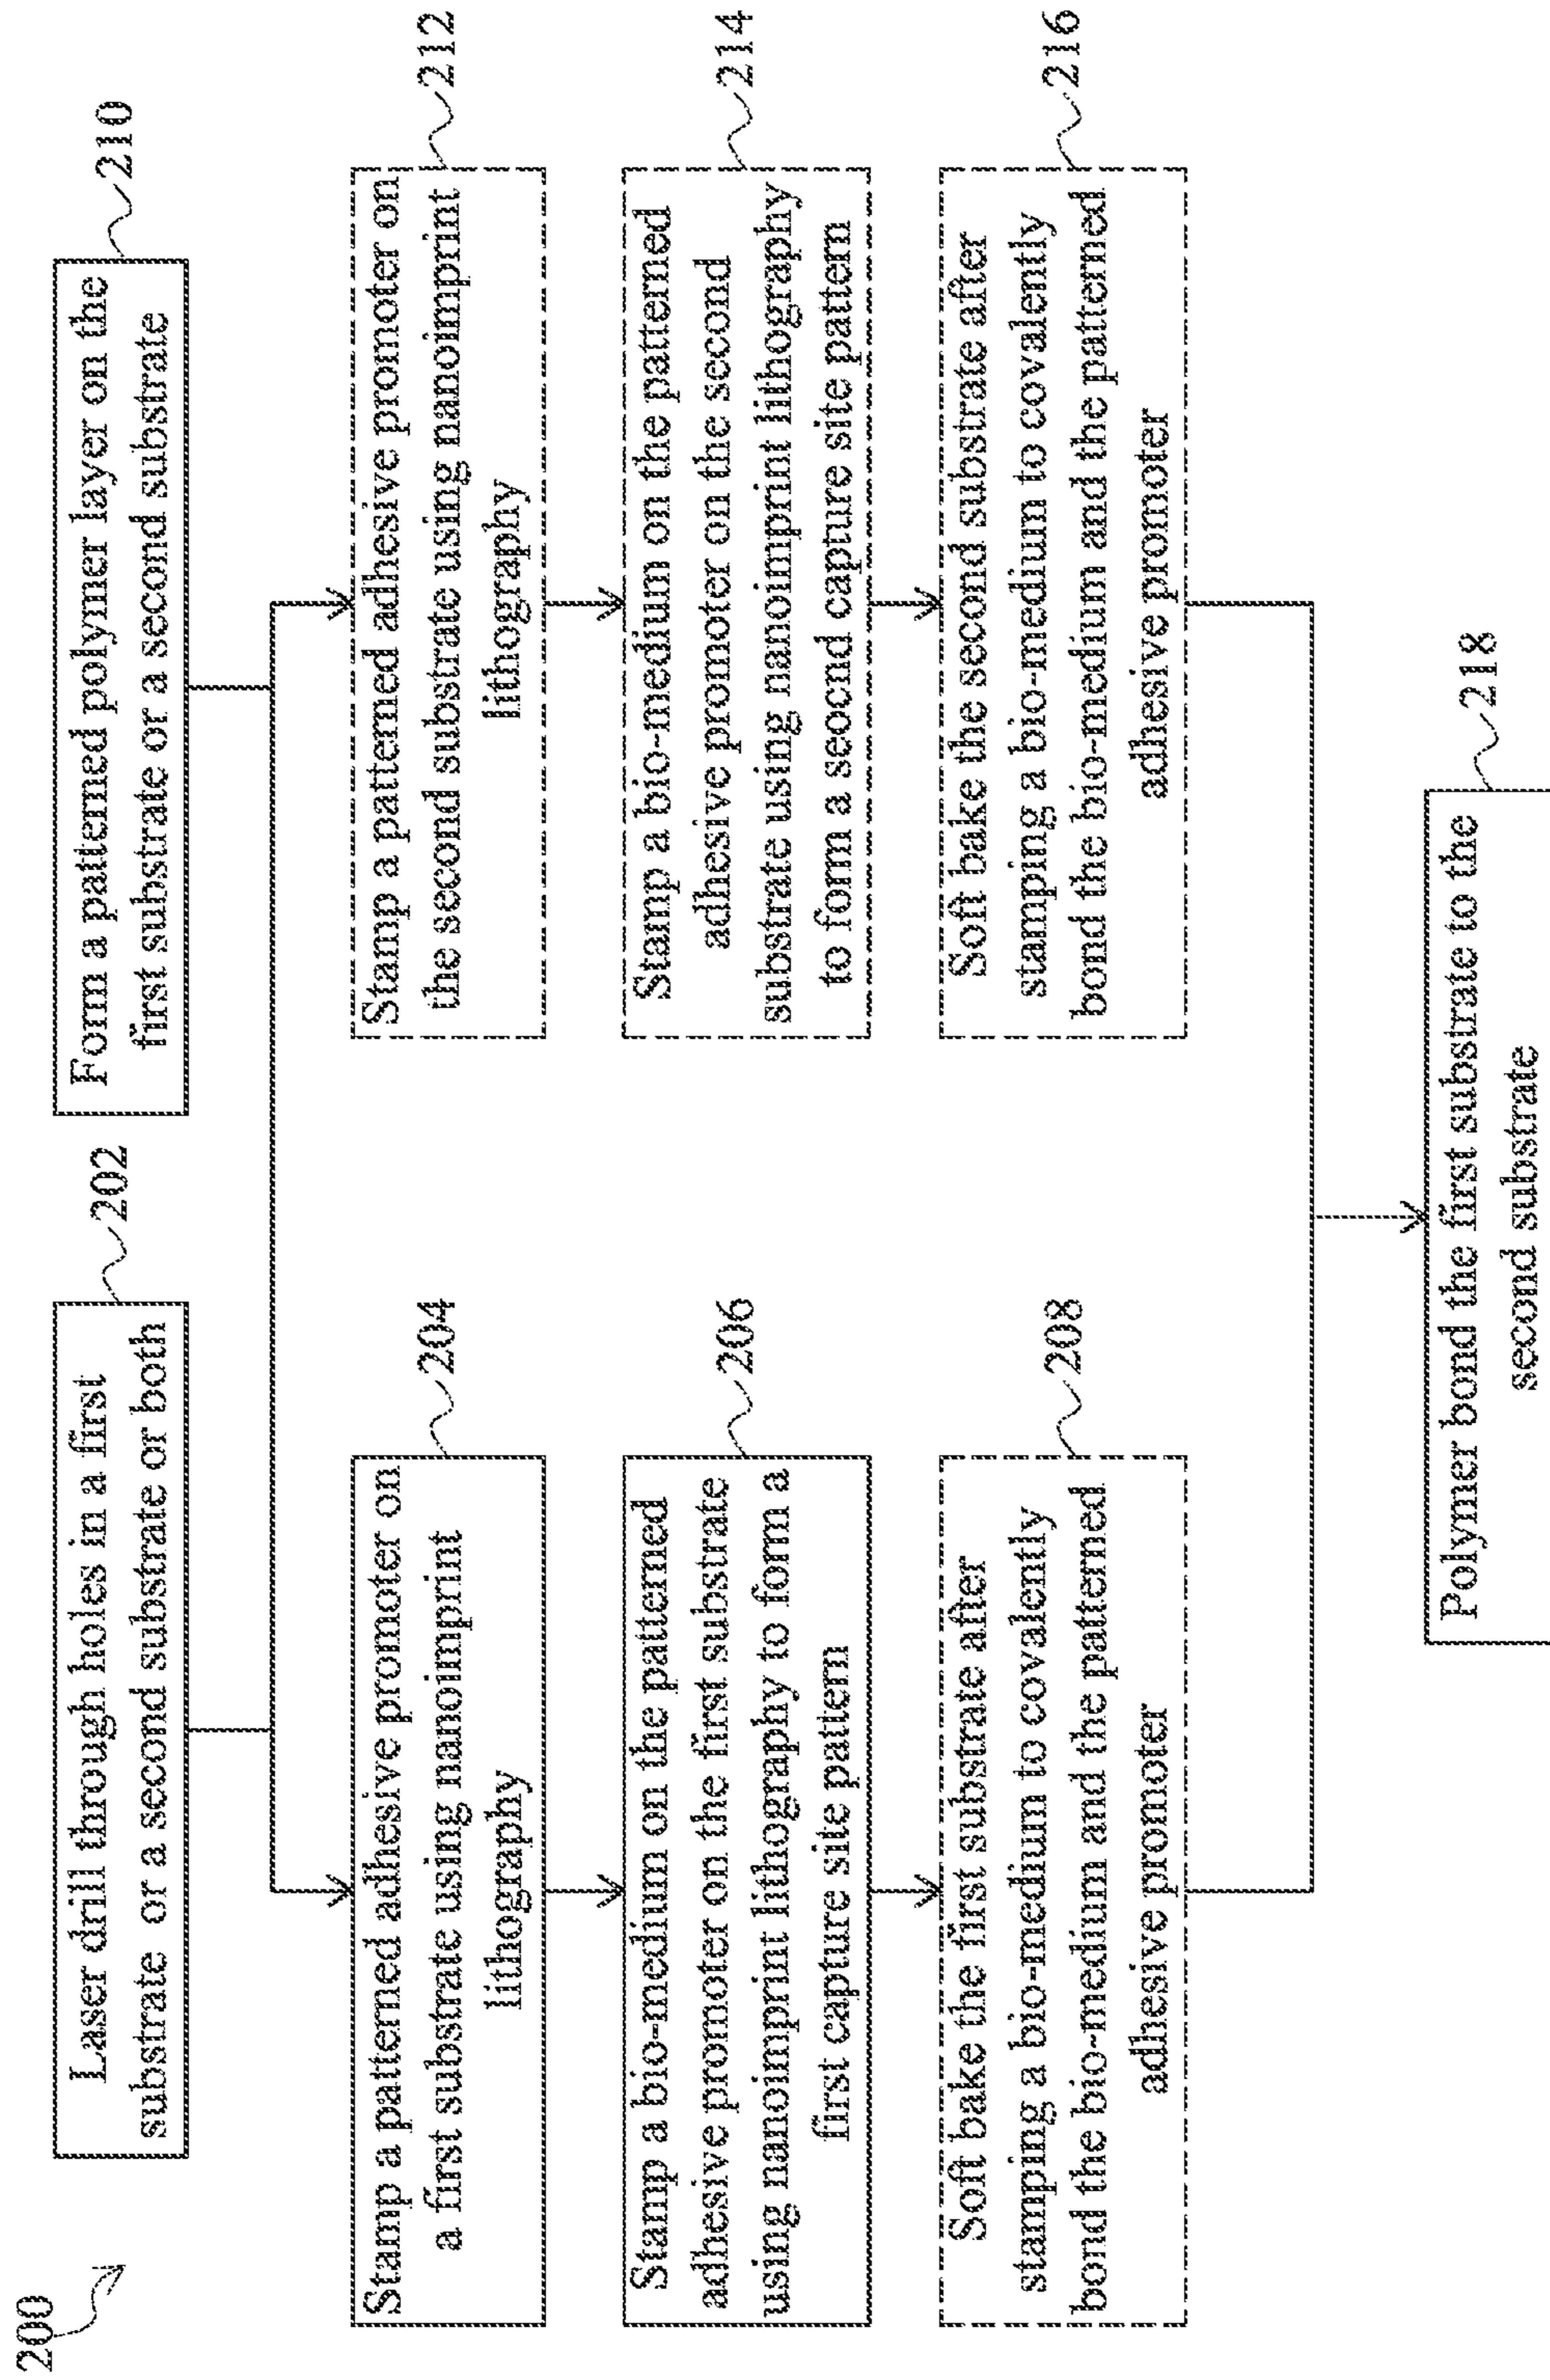 200
Laser drill through holes in a first
substrate or a second substrate or both
202
Form a patterned polymer layer on the
first substrate or a second substrate
210
Stamp a patterned adhesive promoter on
a first substrate using nanoimprint
lithography
204
Stamp a bio-medium on the patterned
adhesive promoter on the first substrate
using nanoimprint lithography to form a
first capture site pattern
206
Soft bake the first substrate after
stamping a bio-medium to covalently
bond the bio-medium and the patterned
adhesive promoter
208
Stamp a patterned adhesive promoter on
the second substrate using nanoimprint
lithography
212
Stamp a bio-medium on the patterned
adhesive promoter on the second
substrate using nanoimprint lithography
to form a seocnd capture site pattern
214
Soft bake the second substrate after
stamping a bio-medium to covalently
bond the bio-medium and the patterned
adhesive promoter
216
Polymer bond the first substrate to the
second substrate
218